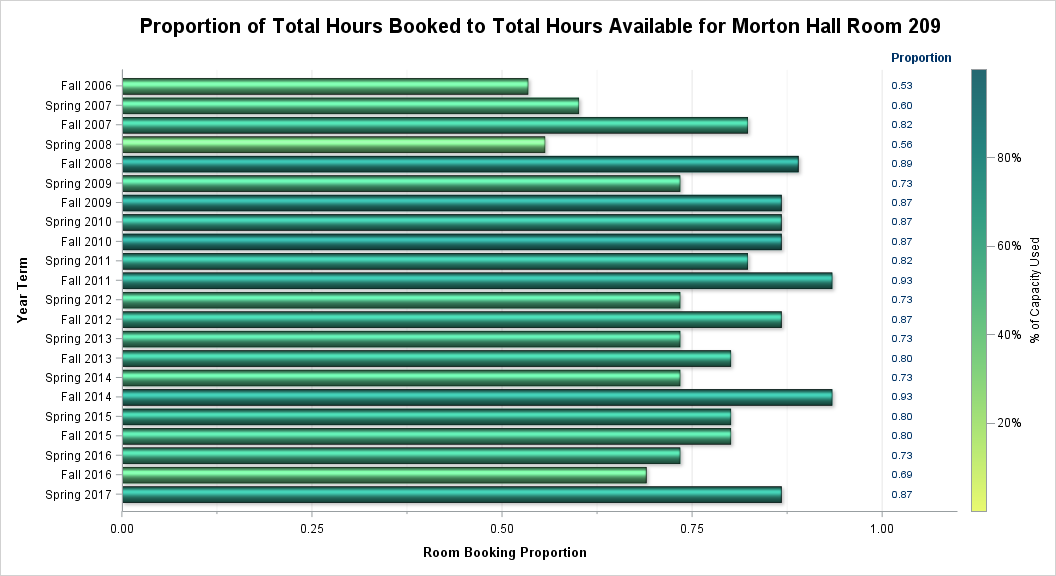 Proportion of Total Hours Booked to Total Hours Available for Morton Hall Room 209
Proportion
Fall 2006 0.53
Spring 2007 0.60
Fall 2007 0.82
Spring 2008 0.56
Fall 2008 0.89
Spring 2009 0.73
Fall 2009 0.87
Spring 2010 0.87
Fall 2010 0.87
Spring 2011 0.82
Fall 2011 0.93
Spring 2012 0.73
Fall 2012 0.87
Spring 2013 0.73
Fall 2013 0.80
Spring 2014 0.73
Fall 2014 0.93
Spring 2015 0.80
Fall 2015 0.80
Spring 2016 0.73
Fall 2016 0.69
Spring 2017 0.87
Year Term
0.00 0.25 0.50 0.75 1.00
Room Booking Proportion
80%
60%
40%
20%
% of Capacity Used